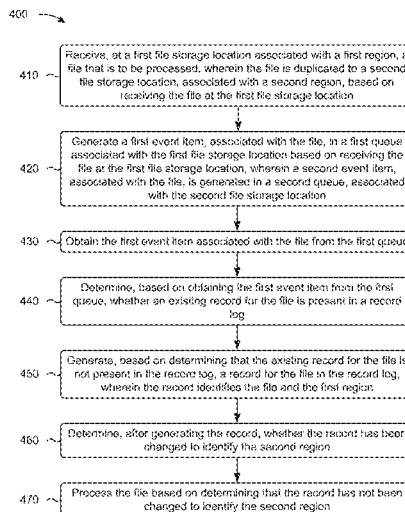 400
410
Receive, at a first file storage location associated with a first region, a
file that is to be processed, wherein the file is duplicated to a second
file storage location, associated with a second region, based on
receiving the file at the first file storage location
420
Generate a first event item, associated with the file, in a first queue
associated with the first file storage location based on receiving the
file at the first file storage location, wherein a second event item,
associated with the file, is generated in a second queue, associated
with the second file storage location
430
Obtain the first event item associated with the file from the first queue
440
Determine, based on obtaining the first event item from the first
queue, whether an existing record for the file is present in a record
log
450
Generate, based on determining that the existing record for the file is
not present in the record log, a record for the file in the record log,
wherein the record identifies the file and the first region
460
Determine, after generating the record, whether the record has been
changed to identify the second region
470
Process the file based on determining that the record has not been
changed to identify the second region